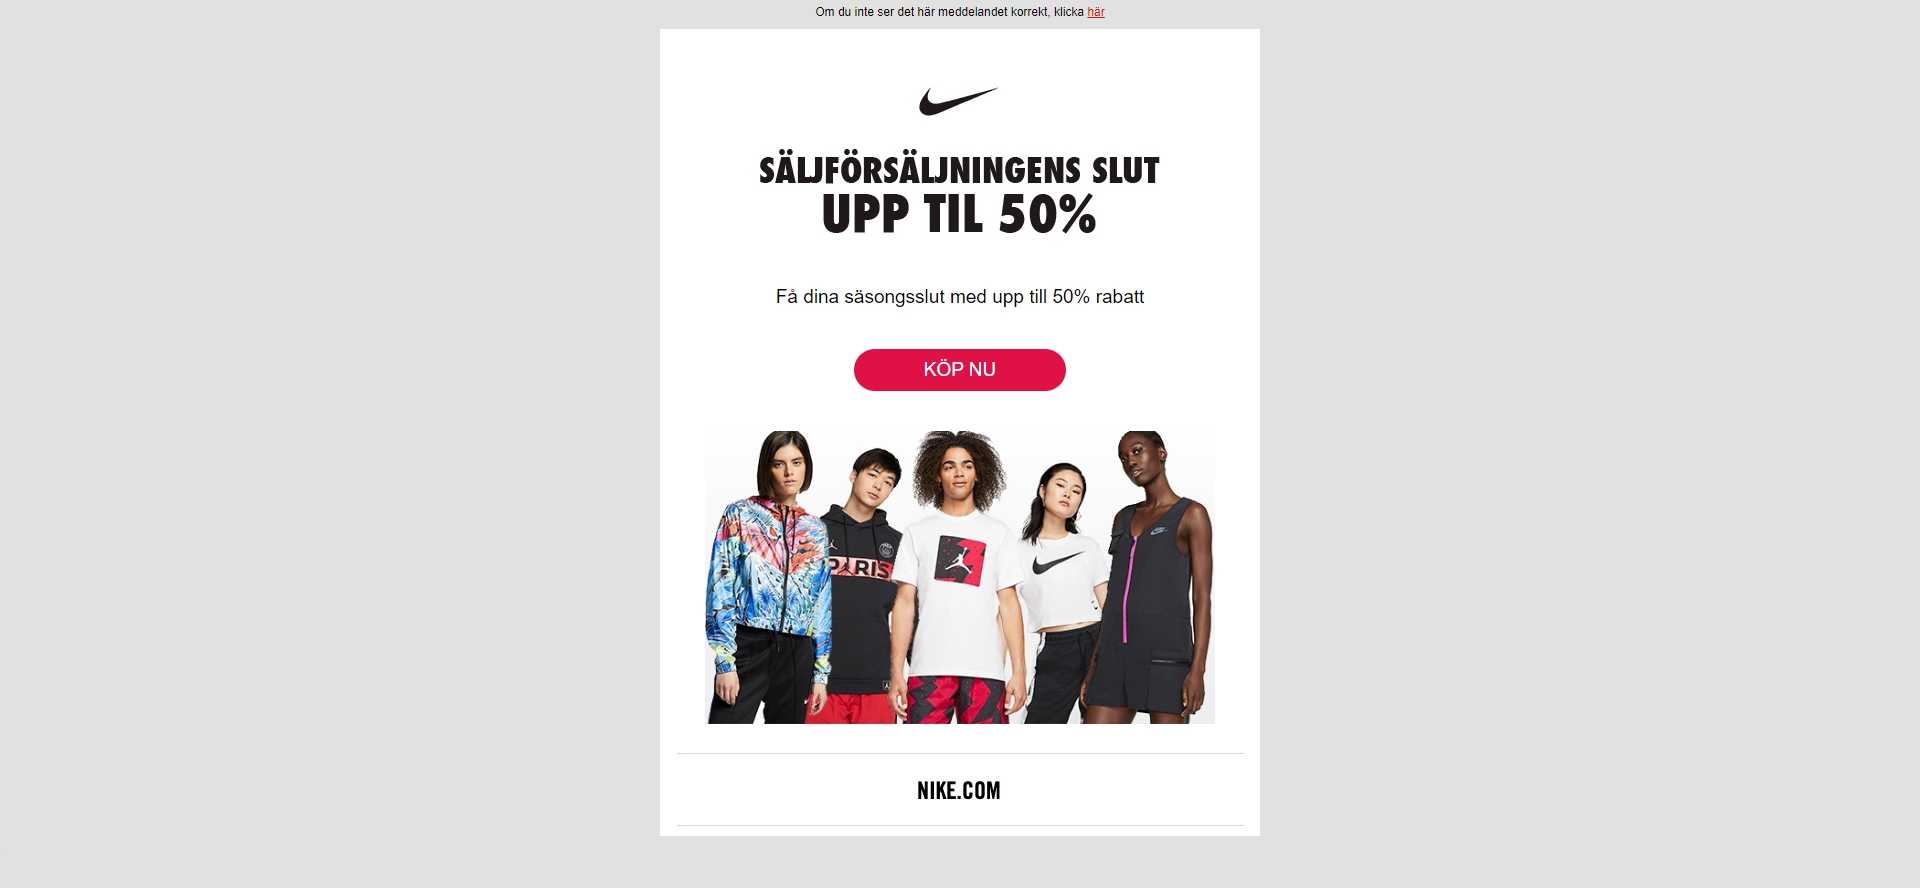 Om du inte ser det här meddelandet korrekt, klicka här
SÄLJFÖRSÄLJNINGENS SLUT
UPP TIL 50%
Få dina säsongsslut med upp till 50% rabatt
KÖP NU
PARIS
NIKE.COM